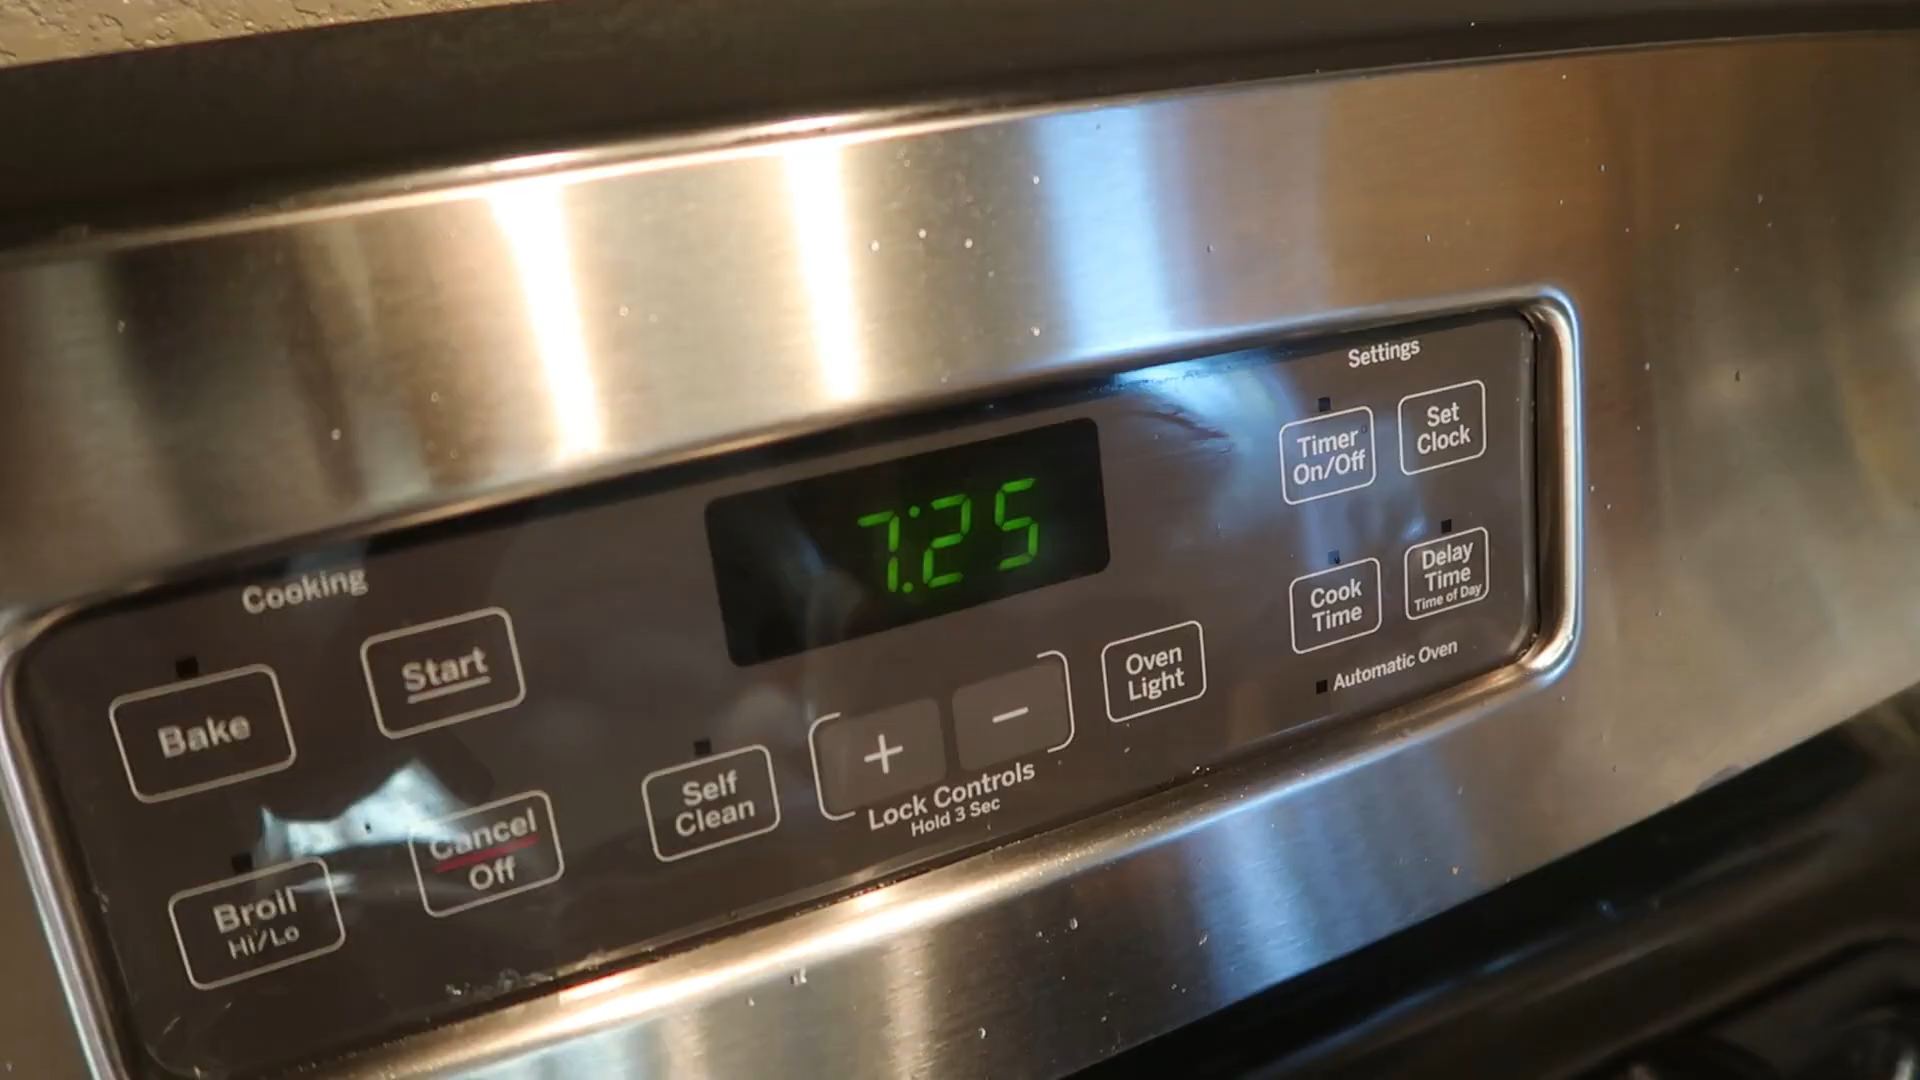 Cooking
Bake
Start
Broil
Hi/Lo
Cancel
Off
Self
Clean
7:25
+
−
Lock Controls
Hold 3 Sec
Oven
Light
Settings
Timer
On/Off
Set
Clock
Cook
Time
Delay
Time
Time of Day
Automatic Oven